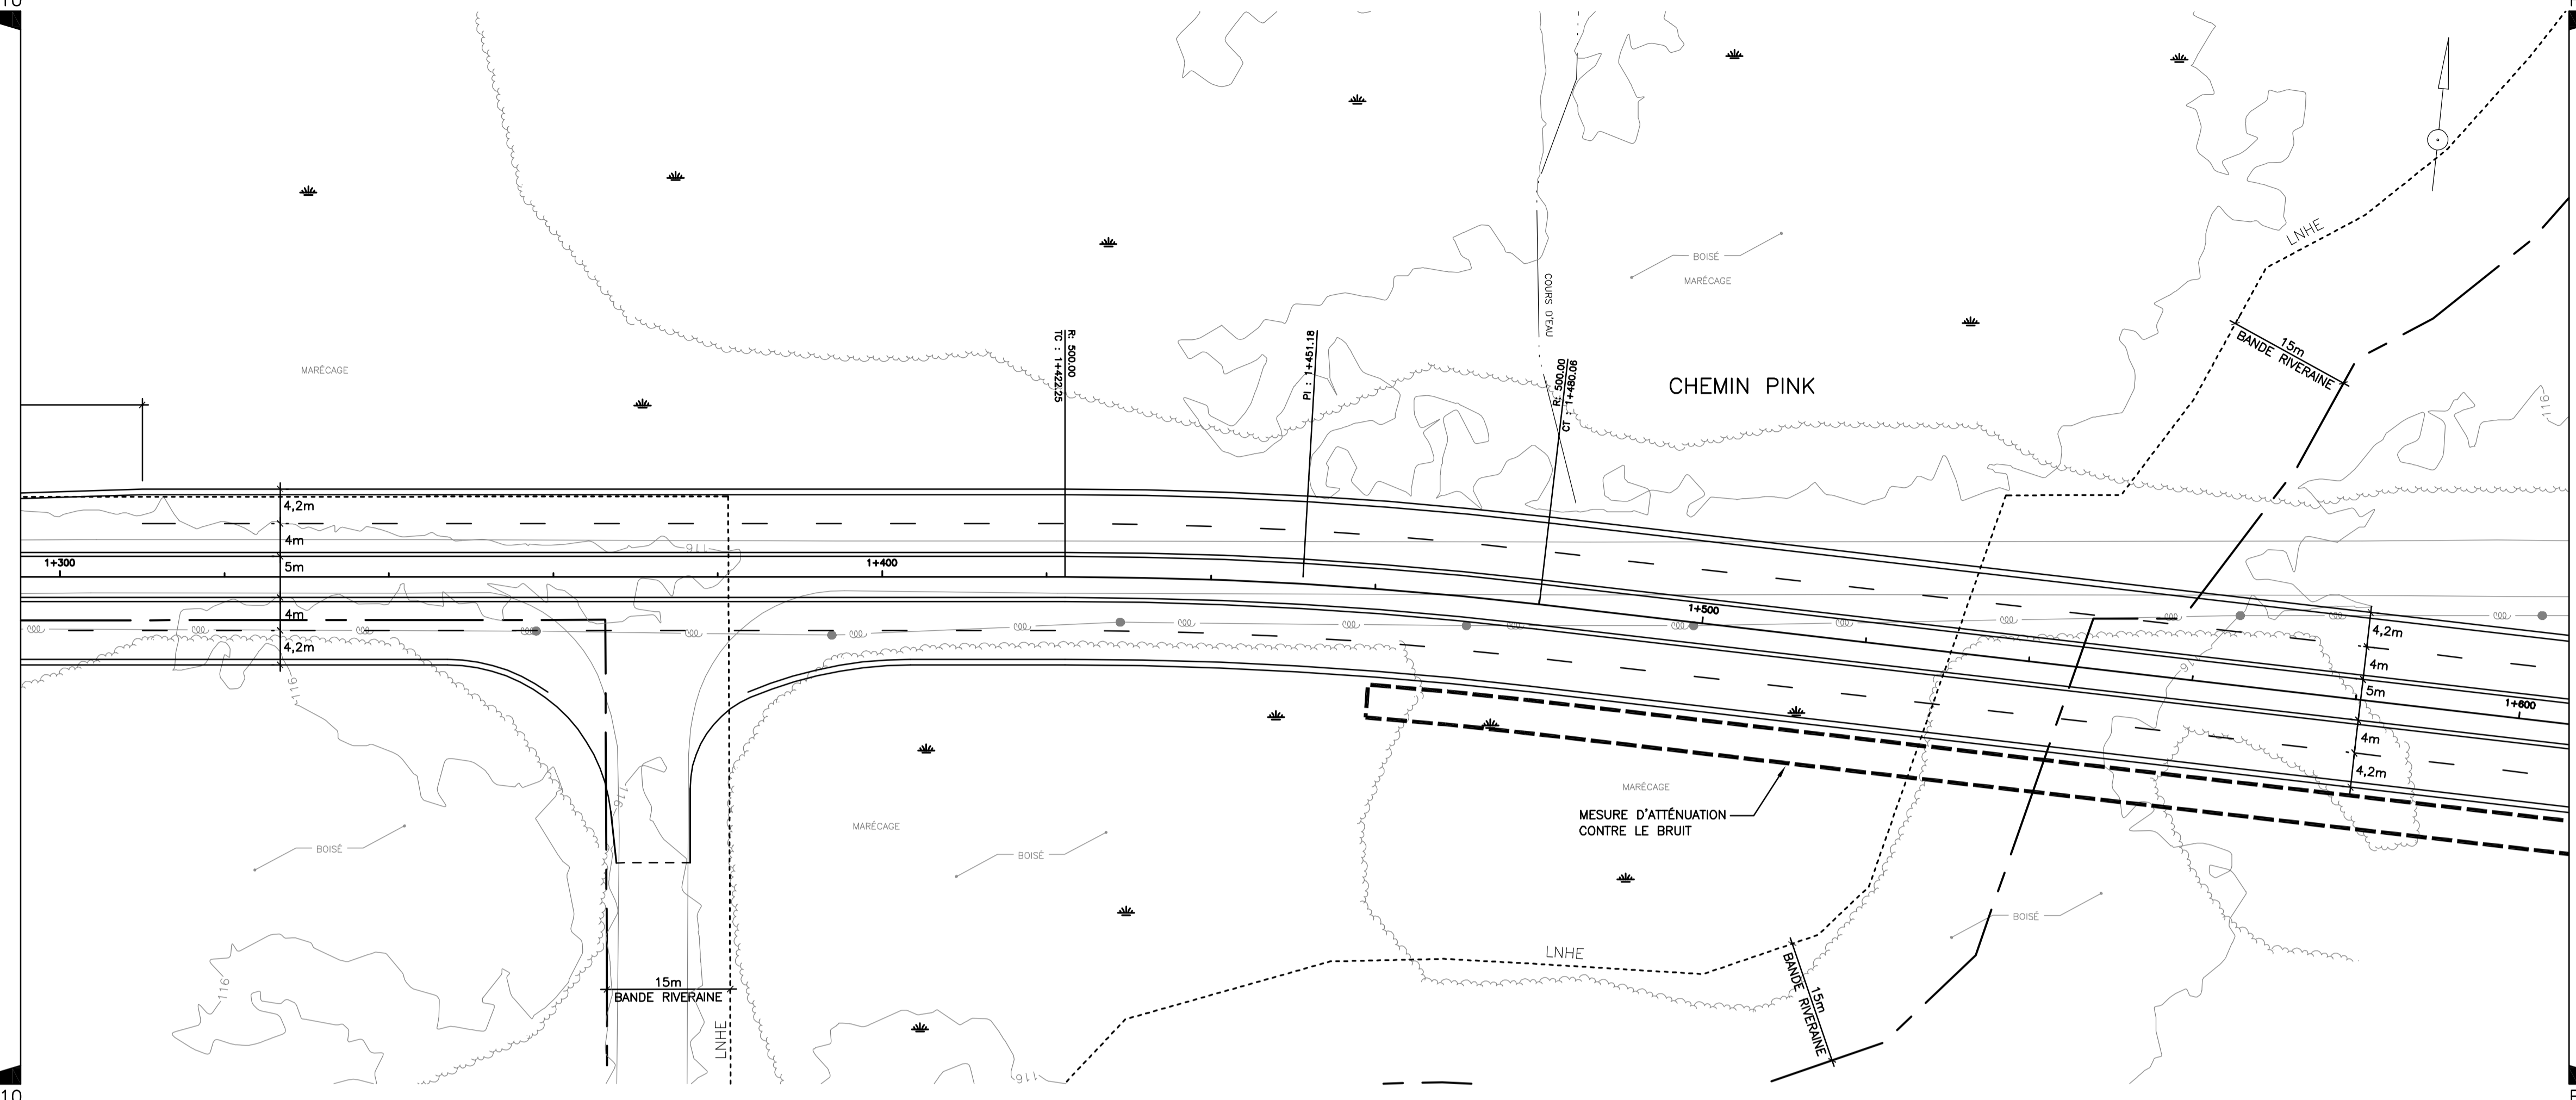 10
LNHE
BOISÉ
MARÉCAGE
COURS D'EAU
15m
BANDE RIVERAINE
R: 500.00
TC : 1+422.25
PI : 1+451.18
R: 500.00
CT : 1+480.06
CHEMIN PINK
MARÉCAGE
116
4,2m
4m
116
1+300
5m
1+400
4m
4,2m
1+500
4,2m
4m
5m
1+600
4m
4,2m
116
116
MARÉCAGE
MESURE D'ATTÉNUATION
CONTRE LE BRUIT
MARÉCAGE
BOISÉ
BOISÉ
BOISÉ
LNHE
15m
BANDE RIVERAINE
116
15m
BANDE RIVERAINE
LNHE
116
10